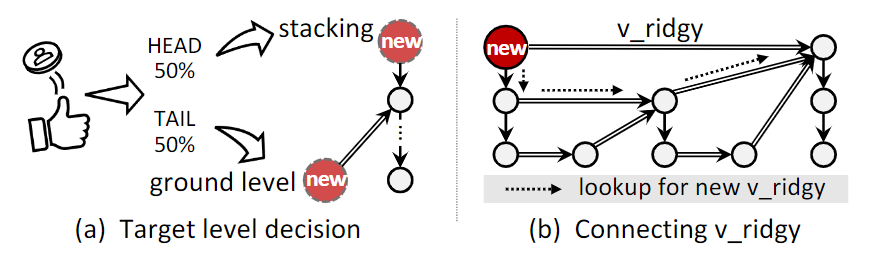 HEAD
50%
stacking
new
TAIL
50%
ground level
new
(a) Target level decision
new
v_ridgy
lookup for new v_ridgy
(b) Connecting v_ridgy